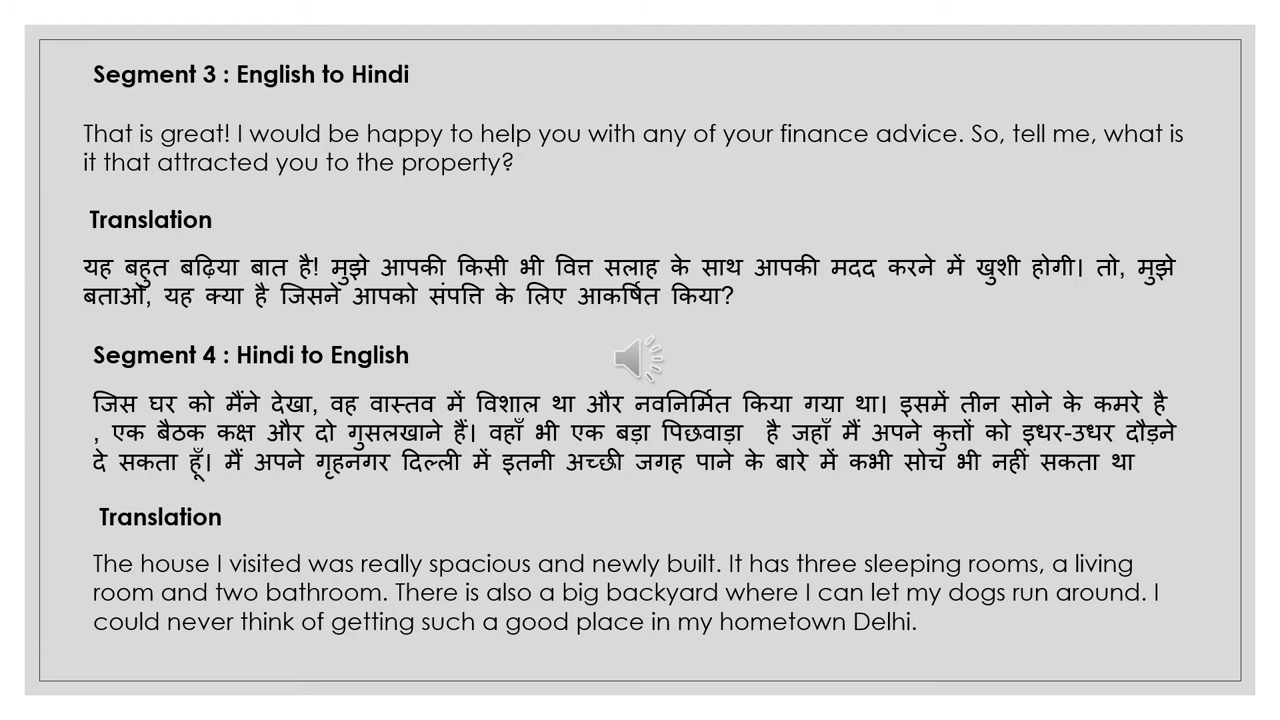 Segment 3 : English to Hindi
That is great! I would be happy to help you with any of your finance advice. So, tell me, what is
it that attracted you to the property?
Translation
यह बहुत बढ़िया बात है! मुझे आपकी किसी भी वित्त सलाह के साथ आपकी मदद करने में खुशी होगी। तो, मुझे
बताओ, यह क्या है जिसने आपको संपत्ति के लिए आकर्षित किया?
Segment 4 : Hindi to English
जिस घर को मैंने देखा, वह वास्तव में विशाल था और नवनिर्मित किया गया था। इसमें तीन सोने के कमरे है
, एक बैठक कक्ष और दो गुसलखाने हैं। वहाँ भी एक बड़ा पिछवाड़ा है जहाँ मैं अपने कुत्तों को इधर-उधर दौड़ने
दे सकता हूँ। मैं अपने गृहनगर दिल्ली में इतनी अच्छी जगह पाने के बारे में कभी सोच भी नहीं सकता था
Translation
The house I visited was really spacious and newly built. It has three sleeping rooms, a living
room and two bathroom. There is also a big backyard where I can let my dogs run around. I
could never think of getting such a good place in my hometown Delhi.